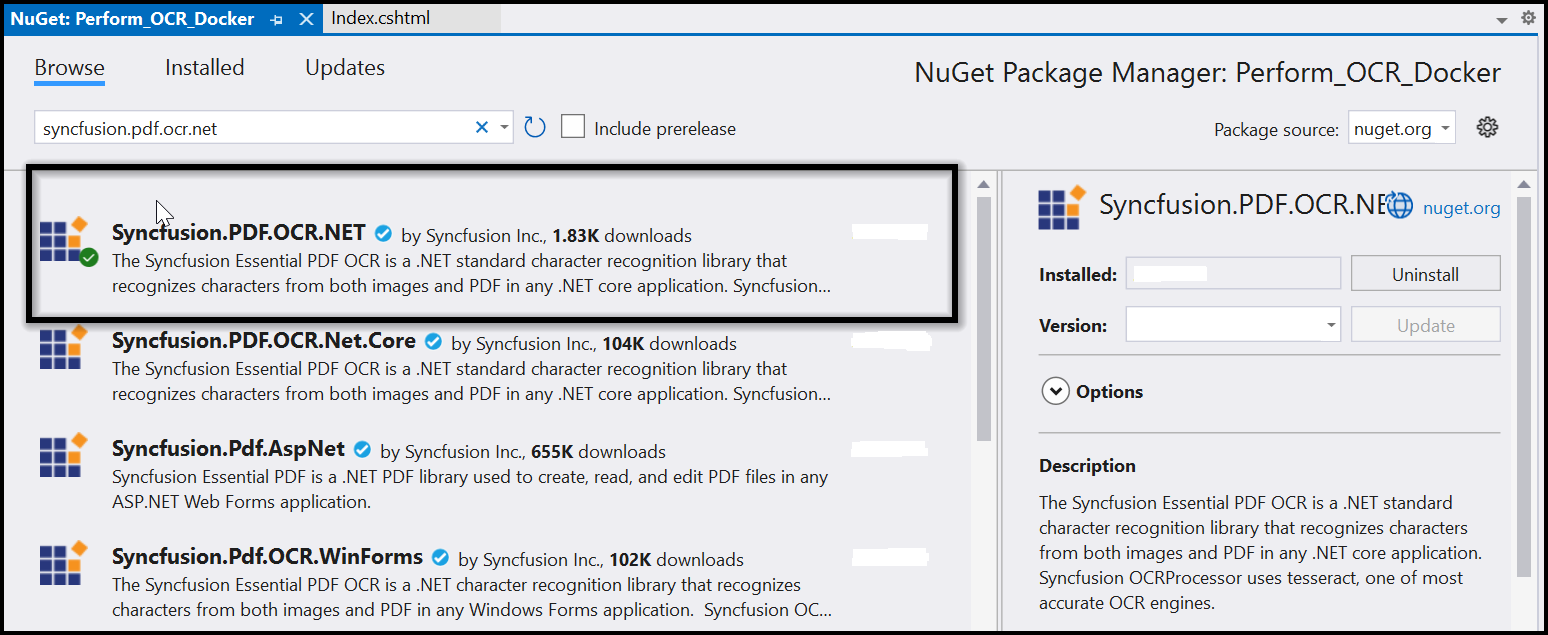 NuGet: Perform_OCR_Docker
Index.cshtml
Browse Installed Updates
NuGet Package Manager: Perform_OCR_Docker
syncfusion.pdf.ocr.net
Include prerelease
Package source: nuget.org
Syncfusion.PDF.OCR.NET by Syncfusion Inc., 1.83K downloads
The Syncfusion Essential PDF OCR is a .NET standard character recognition library that
recognizes characters from both images and PDF in any .NET core application. Syncfusion...
Syncfusion.PDF.OCR.Net.Core by Syncfusion Inc., 104K downloads
The Syncfusion Essential PDF OCR is a .NET standard character recognition library that
recognizes characters from both images and PDF in any .NET core application. Syncfusion...
Syncfusion.Pdf.AspNet by Syncfusion Inc., 655K downloads
Syncfusion Essential PDF is a .NET PDF library used to create, read, and edit PDF files in any
ASP.NET Web Forms application.
Syncfusion.Pdf.OCR.WinForms by Syncfusion Inc., 102K downloads
The Syncfusion Essential PDF OCR is a .NET character recognition library that recognizes
characters from both images and PDF in any Windows Forms application. Syncfusion OC...
Syncfusion.PDF.OCR.NE
nuget.org
Installed:
Uninstall
Version:
Update
Options
Description
The Syncfusion Essential PDF OCR is a .NET standard
character recognition library that recognizes characters
from both images and PDF in any .NET core application.
Syncfusion OCRProcessor uses tesseract, one of most
accurate OCR engines.